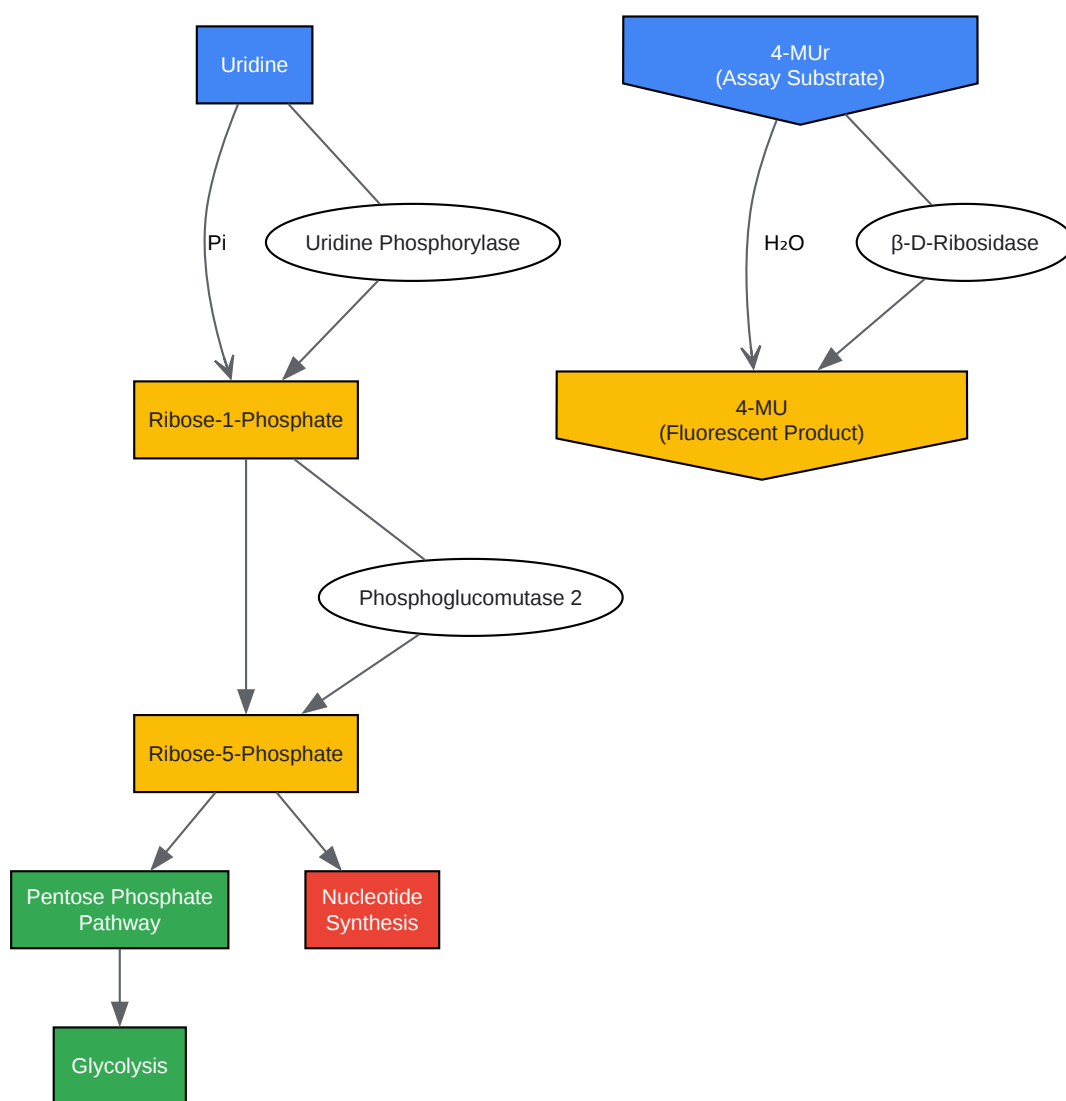 Uridine
4-MUr
(Assay Substrate)
Pi
Uridine Phosphorylase
H₂O
β-D-Ribosidase
Ribose-1-Phosphate
4-MU
(Fluorescent Product)
Phosphoglucomutase 2
Ribose-5-Phosphate
Pentose Phosphate
Pathway
Nucleotide
Synthesis
Glycolysis